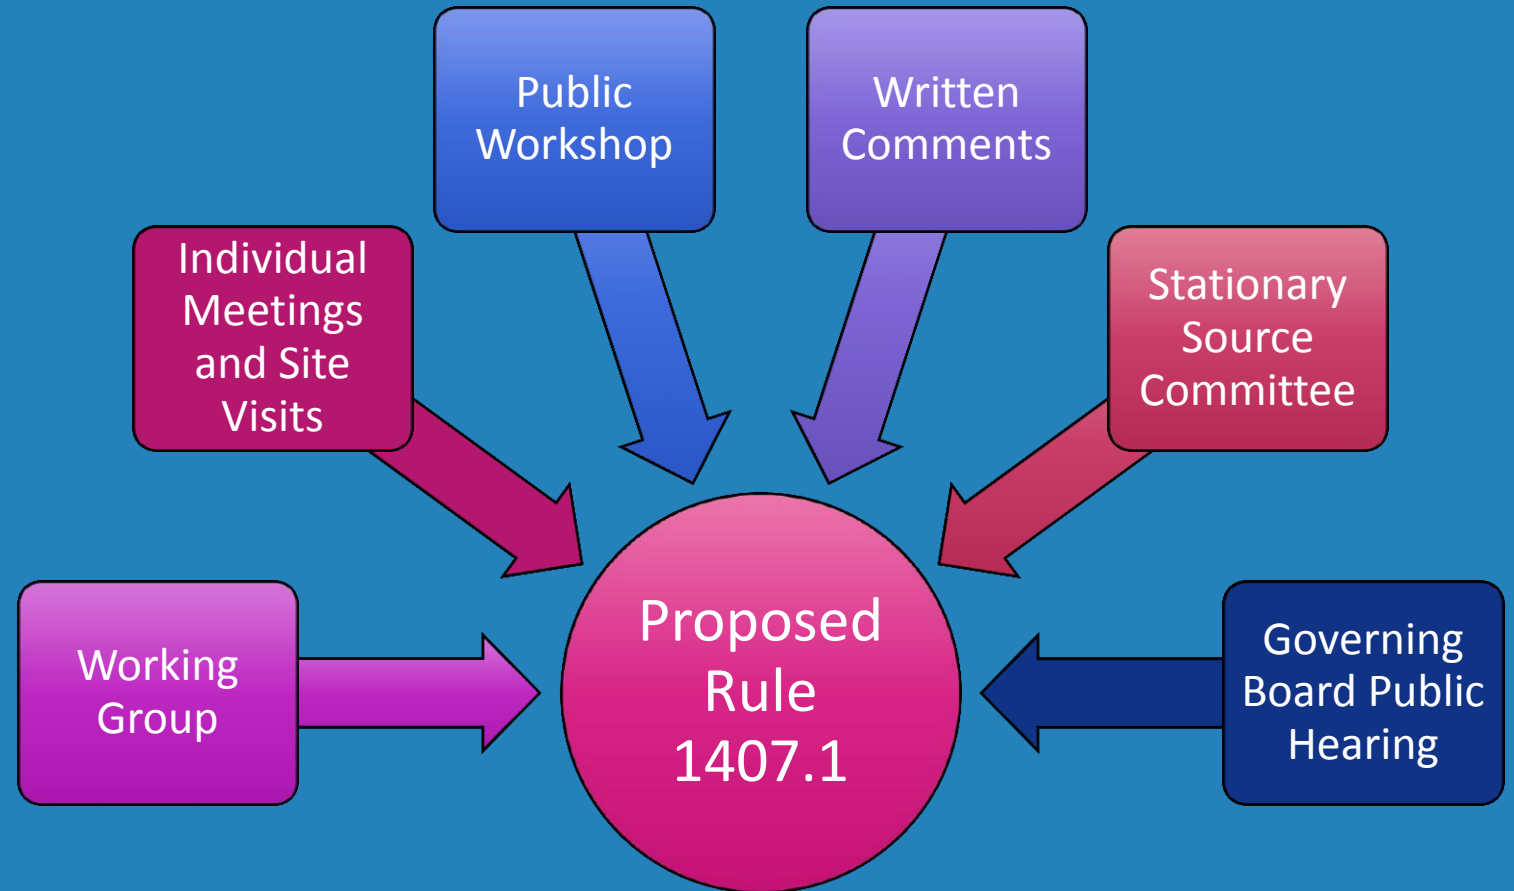 Public
Workshop
Written
Comments
Individual
Meetings
and Site
Visits
Stationary
Source
Committee
Working
Group
Proposed
Rule
1407.1
Governing
Board Public
Hearing